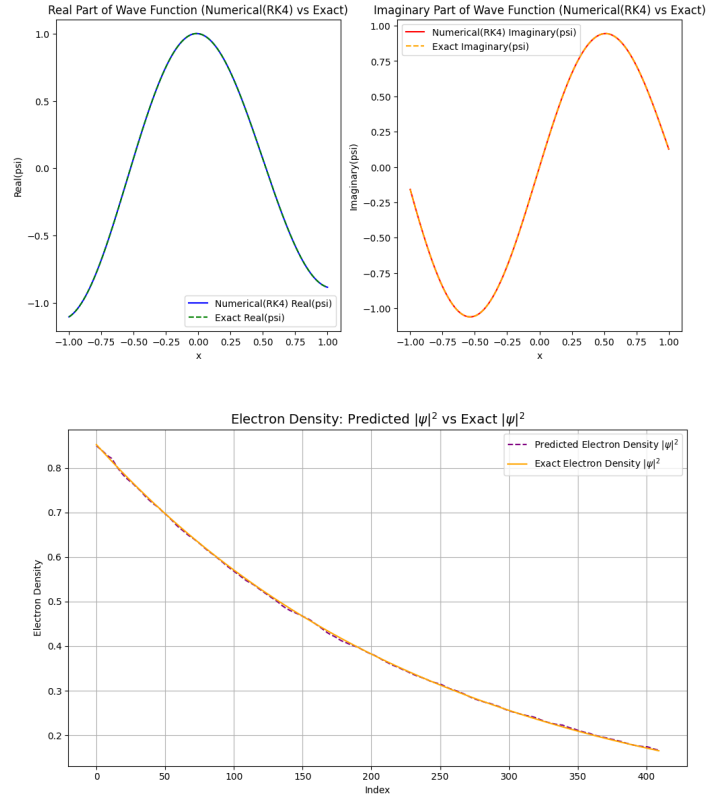 Real Part of Wave Function (Numerical(RK4) vs Exact)
Real(psi)
1.0
0.5
0.0
−0.5
−1.0
Numerical(RK4) Real(psi)
Exact Real(psi)
−1.00 −0.75 −0.50 −0.25 0.00 0.25 0.50 0.75 1.00
x
Imaginary Part of Wave Function (Numerical(RK4) vs Exact)
Imaginary(psi)
1.00
0.75
0.50
0.25
0.00
−0.25
−0.50
−0.75
−1.00
Numerical(RK4) Imaginary(psi)
Exact Imaginary(psi)
−1.00 −0.75 −0.50 −0.25 0.00 0.25 0.50 0.75 1.00
x
Electron Density: Predicted |ψ|² vs Exact |ψ|²
Electron Density
0.8
0.7
0.6
0.5
0.4
0.3
0.2
Predicted Electron Density |ψ|²
Exact Electron Density |ψ|²
0 50 100 150 200 250 300 350 400
Index